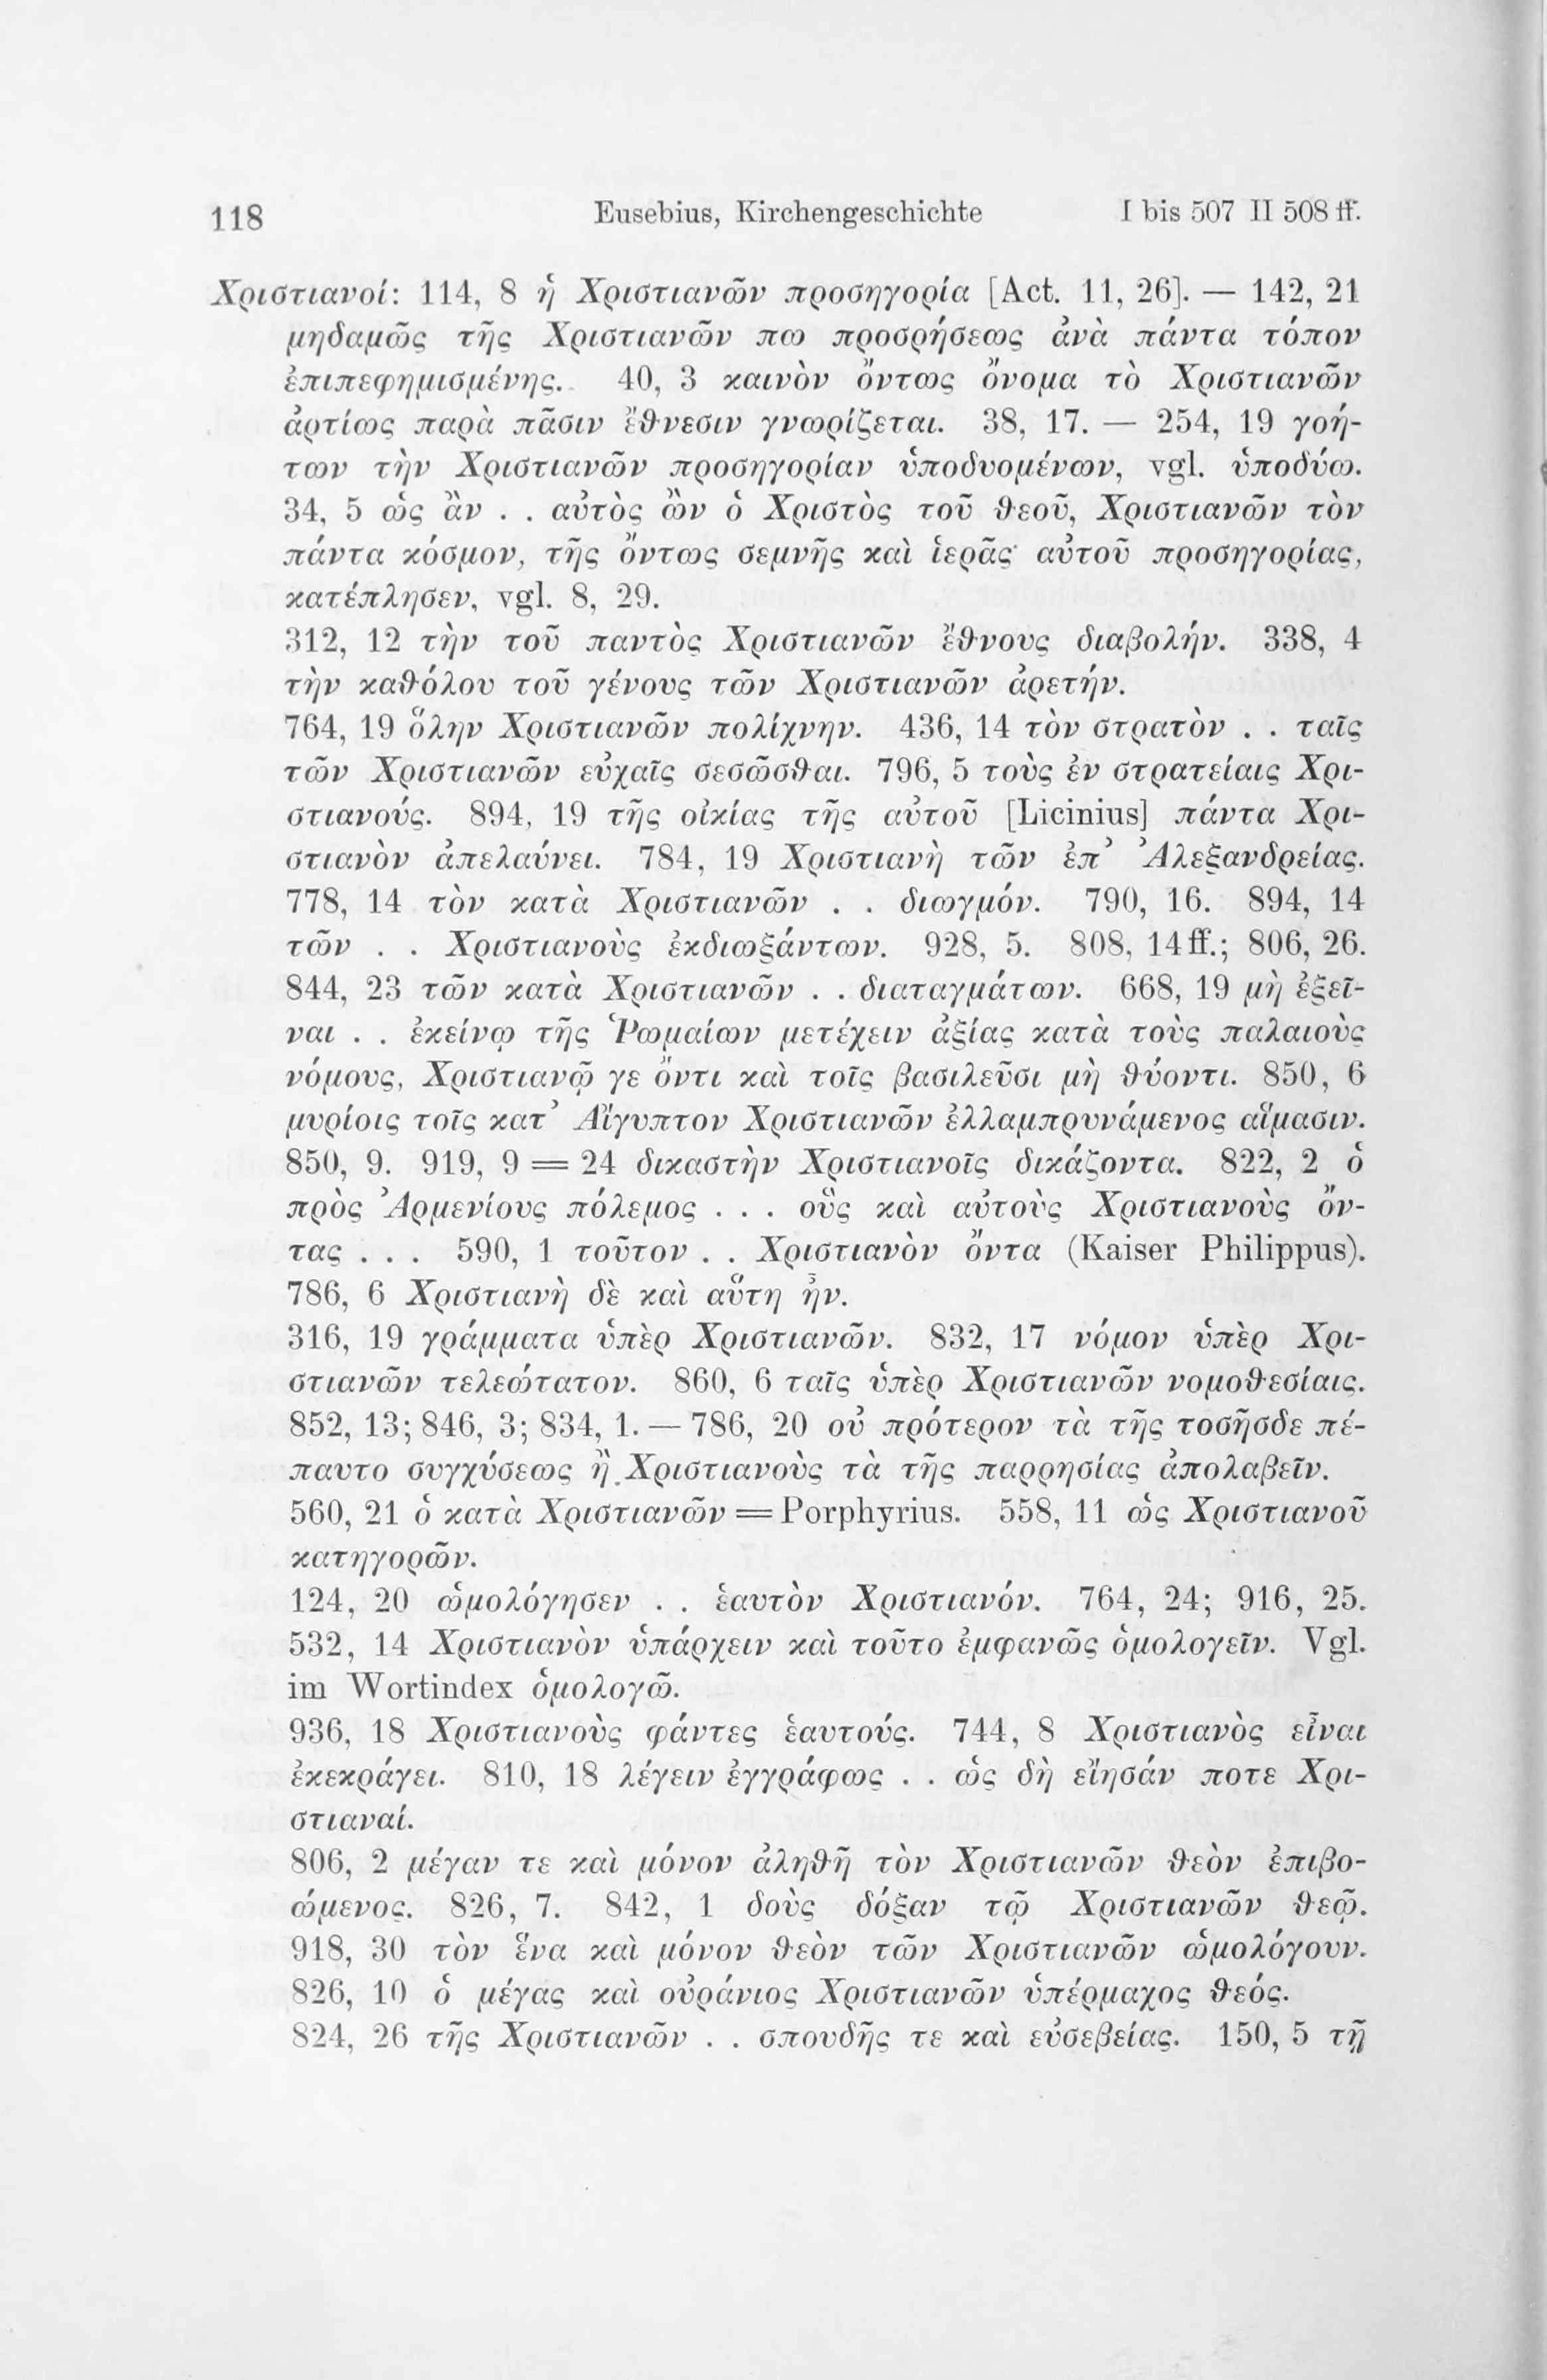 118 Eusebius, Kirchengeschichte I bis 507 II 508 ff.
Χριστιανοί: 114, 8 ἡ Χριστιανῶν προσηγορία [Act. 11, 26]. — 142, 21
μηδαμῶς τῆς Χριστιανῶν πω προσρήσεως ἀνὰ πάντα τόπον
ἐπιπεφημισμένης. 40, 3 καινὸν ὄντως ὄνομα τὸ Χριστιανῶν
ἀρτίως παρὰ πᾶσιν ἔθνεσιν γνωρίζεται. 38, 17. — 254, 19 γοή-
των τὴν Χριστιανῶν προσηγορίαν ὑποδυομένων, vgl. ὑποδύω.
34, 5 ὡς ἂν . . αὐτὸς ὢν ὁ Χριστὸς τοῦ θεοῦ, Χριστιανῶν τὸν
πάντα κόσμον, τῆς ὄντως σεμνῆς καὶ ἱερᾶς αὐτοῦ προσηγορίας,
κατέπλησεν, vgl. 8, 29.
312, 12 τὴν τοῦ παντὸς Χριστιανῶν ἔθνους διαβολήν. 338, 4
τὴν καθόλου τοῦ γένους τῶν Χριστιανῶν ἀρετήν.
764, 19 ὅλην Χριστιανῶν πολίχνην. 436, 14 τὸν στρατὸν . . ταῖς
τῶν Χριστιανῶν εὐχαῖς σεσῶσθαι. 796, 5 τοὺς ἐν στρατείαις Χρι-
στιανούς. 894, 19 τῆς οἰκίας τῆς αὐτοῦ [Licinius] πάντα Χρι-
στιανὸν ἀπελαύνει. 784, 19 Χριστιανὴ τῶν ἐπ’ Ἀλεξανδρείας.
778, 14 τὸν κατὰ Χριστιανῶν . . διωγμόν. 790, 16. 894, 14
τῶν . . Χριστιανοὺς ἐκδιωξάντων. 928, 5. 808, 14 ff.; 806, 26.
844, 23 τῶν κατὰ Χριστιανῶν . . διαταγμάτων. 668, 19 μὴ ἐξεῖ-
ναι . . ἐκείνῳ τῆς Ῥωμαίων μετέχειν ἀξίας κατὰ τοὺς παλαιοὺς
νόμους, Χριστιανῷ γε ὄντι καὶ τοῖς βασιλεῦσι μὴ θύοντι. 850, 6
μυρίοις τοῖς κατ’ Αἴγυπτον Χριστιανῶν ἐλλαμπρυνάμενος αἵμασιν.
850, 9. 919, 9 = 24 δικαστὴν Χριστιανοῖς δικάζοντα. 822, 2 ὁ
πρὸς Ἀρμενίους πόλεμος . . . οὓς καὶ αὐτοὺς Χριστιανοὺς ὄν-
τας . . . 590, 1 τοῦτον . . Χριστιανὸν ὄντα (Kaiser Philippus).
786, 6 Χριστιανὴ δὲ καὶ αὕτη ἦν.
316, 19 γράμματα ὑπὲρ Χριστιανῶν. 832, 17 νόμον ὑπὲρ Χρι-
στιανῶν τελεώτατον. 860, 6 ταῖς ὑπὲρ Χριστιανῶν νομοθεσίαις.
852, 13; 846, 3; 834, 1. — 786, 20 οὐ πρότερον τὰ τῆς τοσῆσδε πέ-
παυτο συγχύσεως ἢ Χριστιανοὺς τὰ τῆς παρρησίας ἀπολαβεῖν.
560, 21 ὁ κατὰ Χριστιανῶν = Porphyrius. 558, 11 ὡς Χριστιανοῦ
κατηγορῶν.
124, 20 ὡμολόγησεν . . ἑαυτὸν Χριστιανόν. 764, 24; 916, 25.
532, 14 Χριστιανὸν ὑπάρχειν καὶ τοῦτο ἐμφανῶς ὁμολογεῖν. Vgl.
im Wortindex ὁμολογῶ.
936, 18 Χριστιανοὺς φάντες ἑαυτούς. 744, 8 Χριστιανὸς εἶναι
ἐκεκράγει. 810, 18 λέγειν ἐγγράφως . . ὡς δὴ εἴησάν ποτε Χρι-
στιαναί.
806, 2 μέγαν τε καὶ μόνον ἀληθῆ τὸν Χριστιανῶν θεὸν ἐπιβο-
ώμενος. 826, 7. 842, 1 δοὺς δόξαν τῷ Χριστιανῶν θεῷ.
918, 30 τὸν ἕνα καὶ μόνον θεὸν τῶν Χριστιανῶν ὡμολόγουν.
826, 10 ὁ μέγας καὶ οὐράνιος Χριστιανῶν ὑπέρμαχος θεός.
824, 26 τῆς Χριστιανῶν . . σπουδῆς τε καὶ εὐσεβείας. 150, 5 τῇ